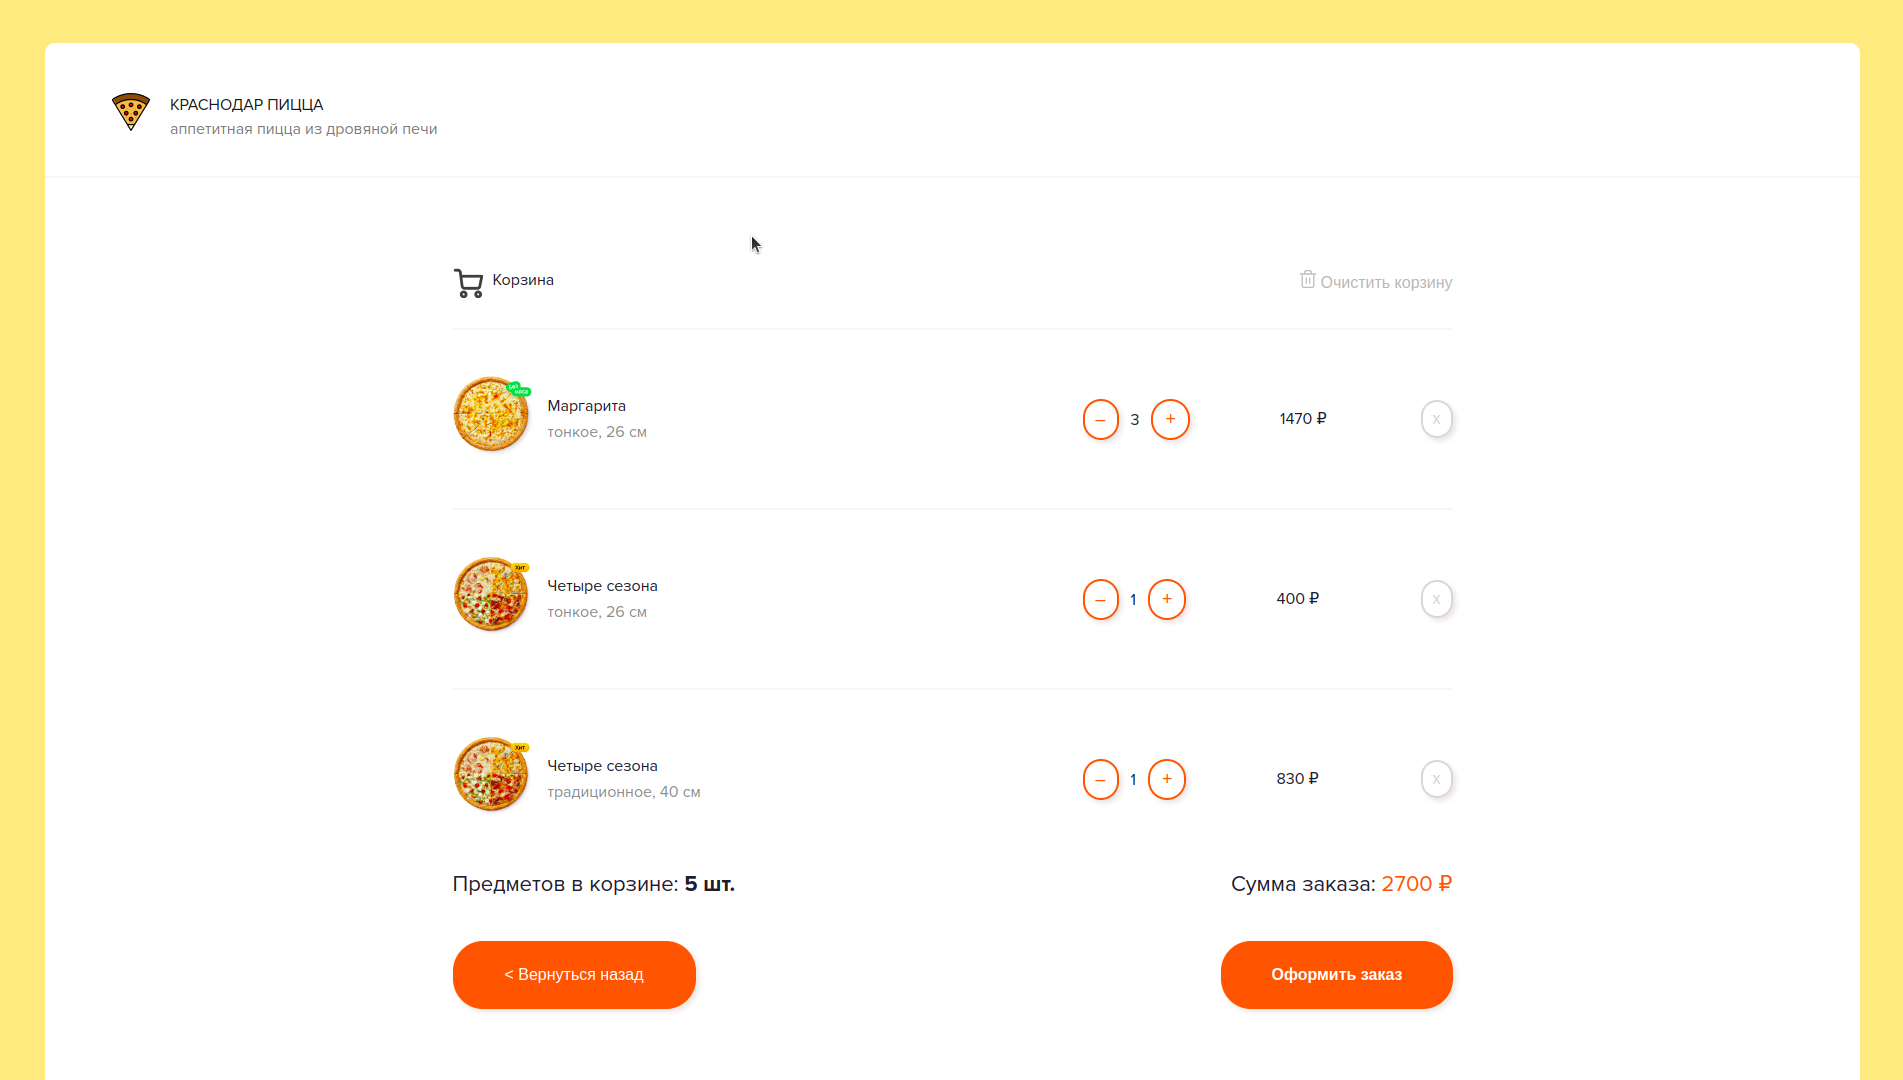 КРАСНОДАР ПИЦЦА
аппетитная пицца из дровяной печи
Корзина
Очистить корзину
Маргарита
тонкое, 26 см
– 3 + 1470 ₽ x
ХИТ
Четыре сезона
тонкое, 26 см
– 1 + 400 ₽ x
ХИТ
Четыре сезона
традиционное, 40 см
– 1 + 830 ₽ x
Предметов в корзине: 5 шт.
Сумма заказа: 2700 ₽
< Вернуться назад
Оформить заказ